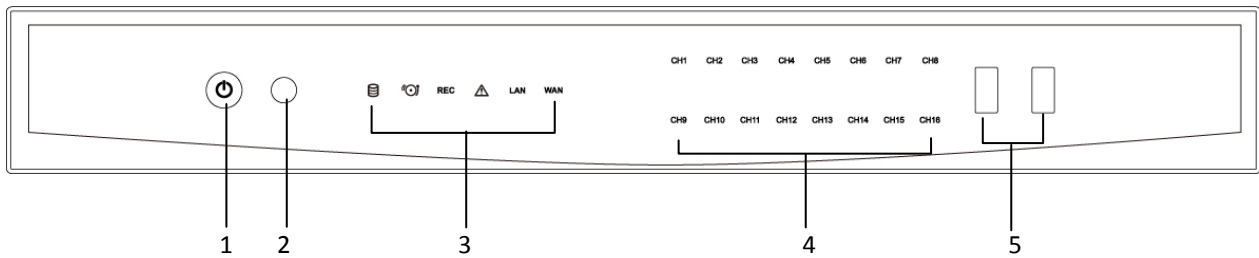 CH1 CH2 CH3 CH4 CH5 CH6 CH7 CH8
REC LAN WAN
CH9 CH10 CH11 CH12 CH13 CH14 CH15 CH16
1 2 3 4 5